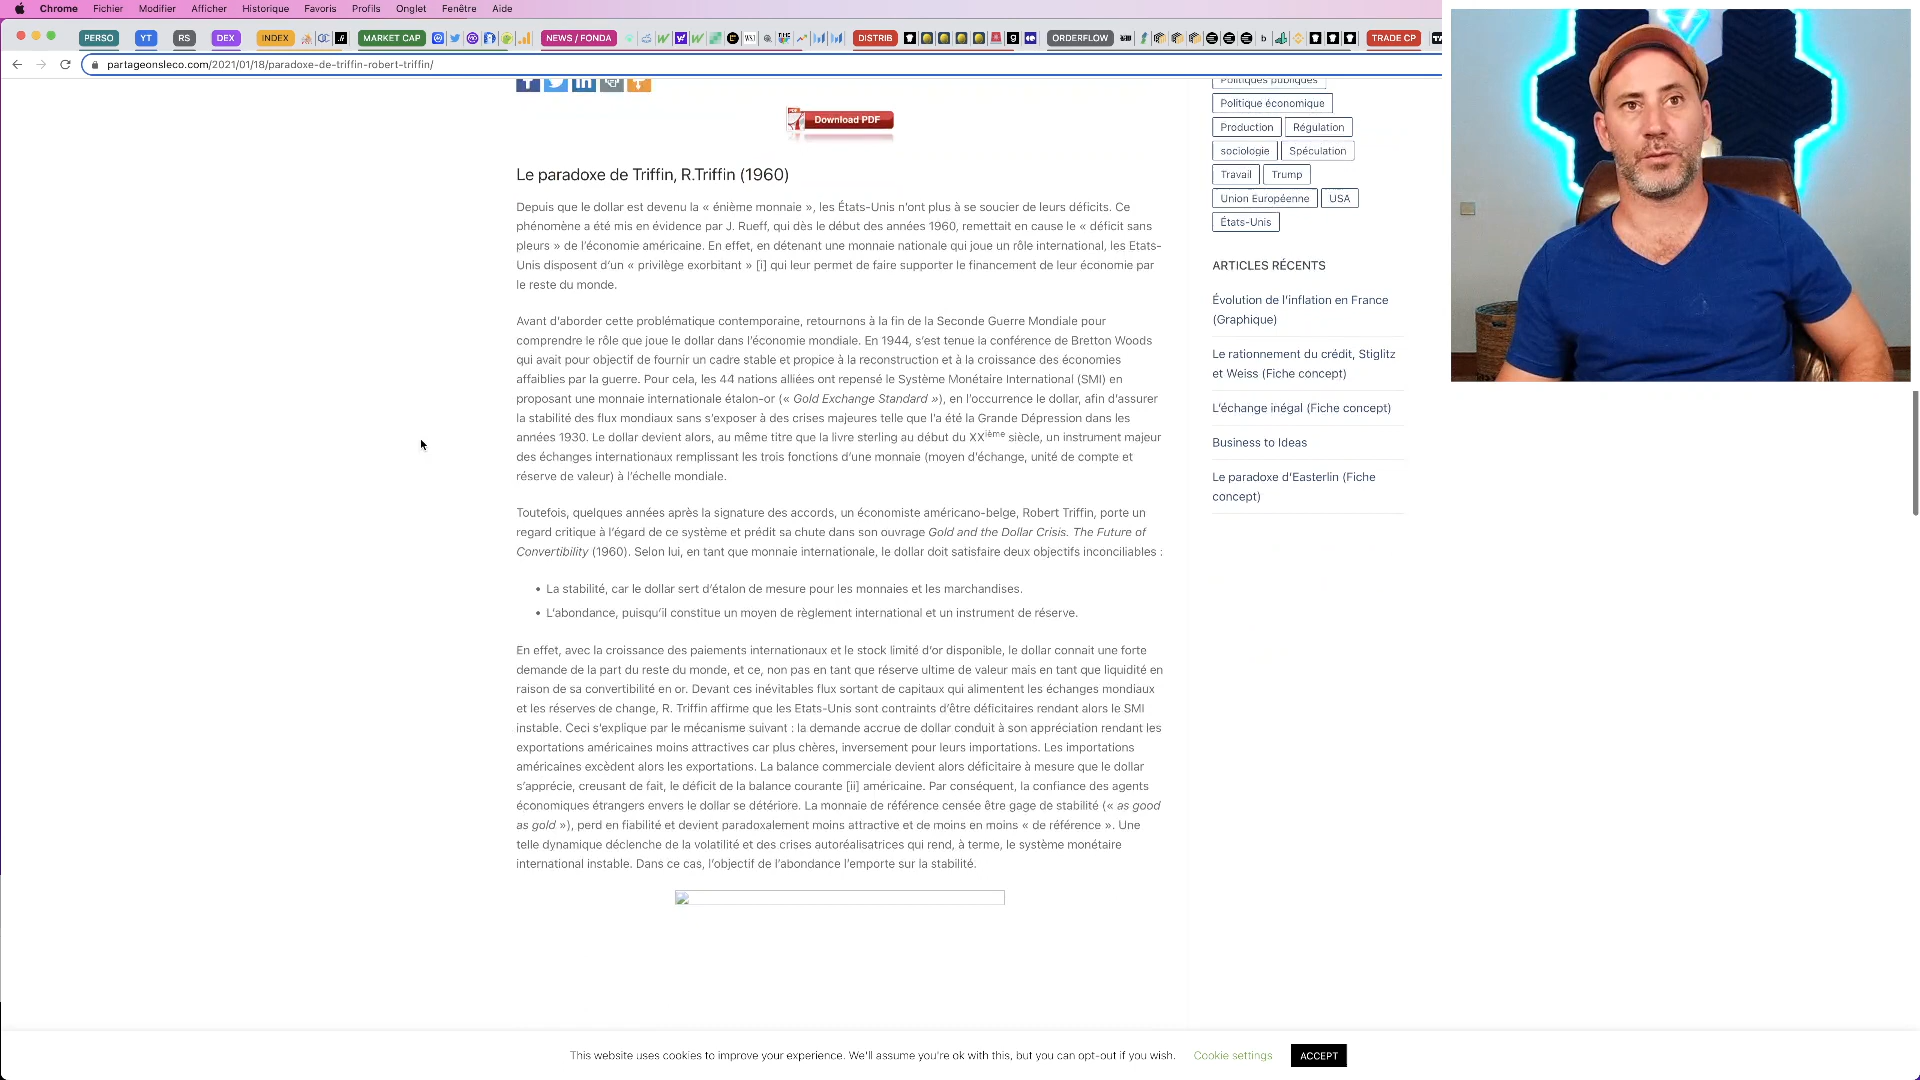 Chrome Fichier Modifier Afficher Historique Favoris Profils Onglet Fenêtre Aide
PERSO YT RS DEX INDEX MARKET CAP NEWS / FONDA DISTRIB ORDERFLOW TRADE CP
partageonsleco.com/2021/01/18/paradoxe-de-triffin-robert-triffin/
Download PDF
Le paradoxe de Triffin, R.Triffin (1960)
Depuis que le dollar est devenu la « énième monnaie », les États-Unis n'ont plus à se soucier de leurs déficits. Ce
phénomène a été mis en évidence par J. Rueff, qui dès le début des années 1960, remettait en cause le « déficit sans
pleurs » de l'économie américaine. En effet, en détenant une monnaie nationale qui joue un rôle international, les Etats-
Unis disposent d'un « privilège exorbitant » [i] qui leur permet de faire supporter le financement de leur économie par
le reste du monde.
Avant d'aborder cette problématique contemporaine, retournons à la fin de la Seconde Guerre Mondiale pour
comprendre le rôle que joue le dollar dans l'économie mondiale. En 1944, s'est tenue la conférence de Bretton Woods
qui avait pour objectif de fournir un cadre stable et propice à la reconstruction et à la croissance des économies
affaiblies par la guerre. Pour cela, les 44 nations alliées ont repensé le Système Monétaire International (SMI) en
proposant une monnaie internationale étalon-or (« Gold Exchange Standard »), en l'occurrence le dollar, afin d'assurer
la stabilité des flux mondiaux sans s'exposer à des crises majeures telle que l'a été la Grande Dépression dans les
années 1930. Le dollar devient alors, au même titre que la livre sterling au début du XXième siècle, un instrument majeur
des échanges internationaux remplissant les trois fonctions d'une monnaie (moyen d'échange, unité de compte et
réserve de valeur) à l'échelle mondiale.
Toutefois, quelques années après la signature des accords, un économiste américano-belge, Robert Triffin, porte un
regard critique à l'égard de ce système et prédit sa chute dans son ouvrage Gold and the Dollar Crisis. The Future of
Convertibility (1960). Selon lui, en tant que monnaie internationale, le dollar doit satisfaire deux objectifs inconciliables :
• La stabilité, car le dollar sert d'étalon de mesure pour les monnaies et les marchandises.
• L'abondance, puisqu'il constitue un moyen de règlement international et un instrument de réserve.
En effet, avec la croissance des paiements internationaux et le stock limité d'or disponible, le dollar connait une forte
demande de la part du reste du monde, et ce, non pas en tant que réserve ultime de valeur mais en tant que liquidité en
raison de sa convertibilité en or. Devant ces inévitables flux sortant de capitaux qui alimentent les échanges mondiaux
et les réserves de change, R. Triffin affirme que les Etats-Unis sont contraints d'être déficitaires rendant alors le SMI
instable. Ceci s'explique par le mécanisme suivant : la demande accrue de dollar conduit à son appréciation rendant les
exportations américaines moins attractives car plus chères, inversement pour leurs importations. Les importations
américaines excèdent alors les exportations. La balance commerciale devient alors déficitaire à mesure que le dollar
s'apprécie, creusant de fait, le déficit de la balance courante [ii] américaine. Par conséquent, la confiance des agents
économiques étrangers envers le dollar se détériore. La monnaie de référence censée être gage de stabilité (« as good
as gold »), perd en fiabilité et devient paradoxalement moins attractive et de moins en moins « de référence ». Une
telle dynamique déclenche de la volatilité et des crises autoréalisatrices qui rend, à terme, le système monétaire
international instable. Dans ce cas, l'objectif de l'abondance l'emporte sur la stabilité.
Politiques publiques
Politique économique
Production Régulation
sociologie Spéculation
Travail Trump
Union Européenne USA
États-Unis
ARTICLES RÉCENTS
Évolution de l'inflation en France
(Graphique)
Le rationnement du crédit, Stiglitz
et Weiss (Fiche concept)
L'échange inégal (Fiche concept)
Business to Ideas
Le paradoxe d'Easterlin (Fiche
concept)
This website uses cookies to improve your experience. We'll assume you're ok with this, but you can opt-out if you wish. Cookie settings ACCEPT